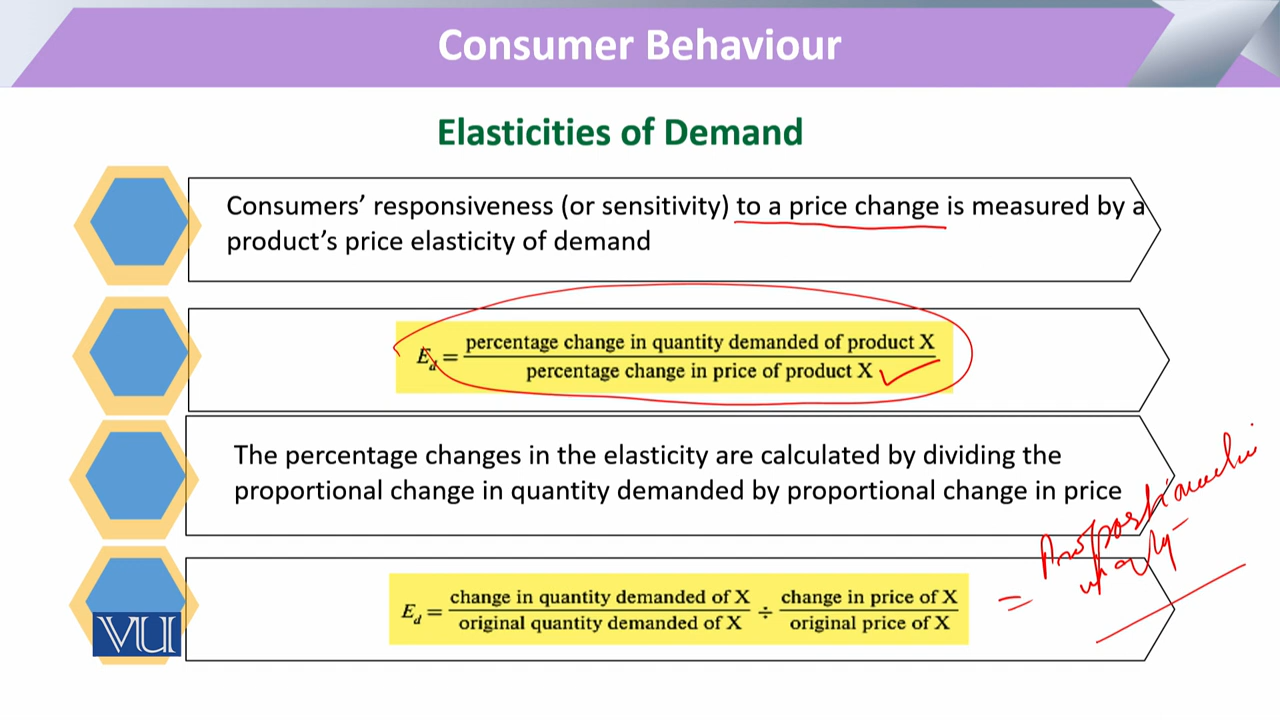 Consumer Behaviour
Elasticities of Demand
Consumers’ responsiveness (or sensitivity) to a price change is measured by a
product’s price elasticity of demand
E_d = percentage change in quantity demanded of product X
percentage change in price of product X
The percentage changes in the elasticity are calculated by dividing the
proportional change in quantity demanded by proportional change in price
E_d = change in quantity demanded of X ÷ change in price of X
original quantity demanded of X original price of X
=
VU